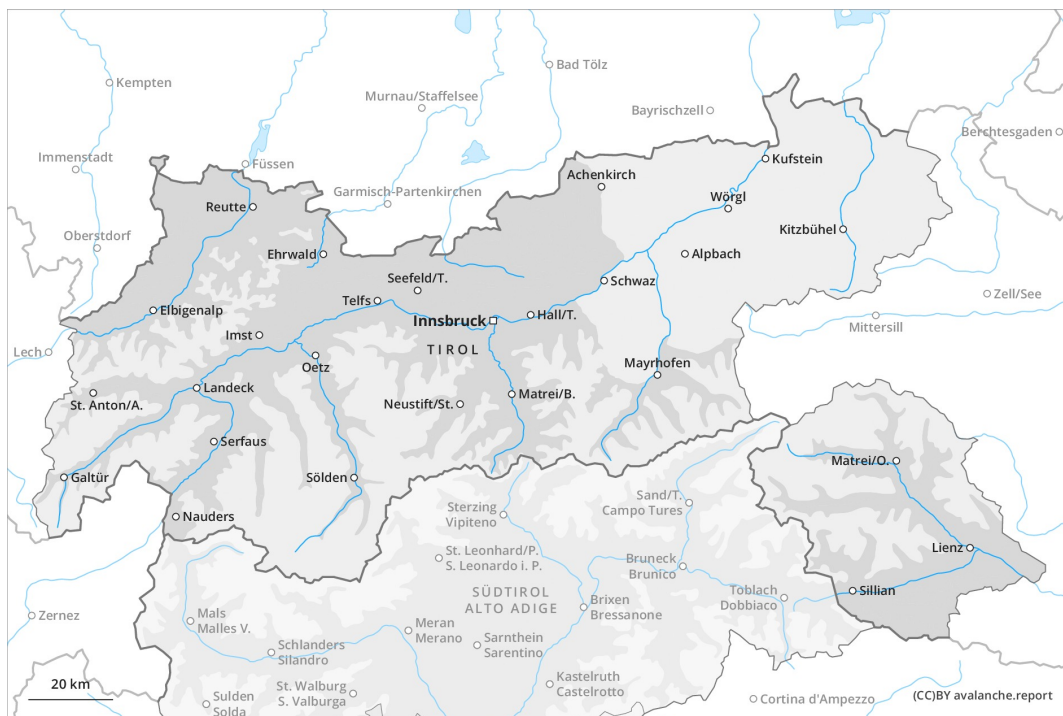 Kempten
Bad Tölz
Murnau/Staffelsee
Bayrischzell
Berchtesgaden
Immenstadt
Füssen
Kufstein
Achenkirch
Garmisch-Partenkirchen
Reutte
Wörgl
Oberstdorf
Kitzbühel
Ehrwald
Alpbach
Seefeld/T.
Schwaz
Zell/See
Telfs
Elbigenalp
Hall/T.
Innsbruck
Mittersill
Imst
TIROL
Lech
Oetz
Mayrhofen
Landeck
St. Anton/A.
Neustift/St.
Matrei/B.
Serfaus
Matrei/O.
Galtür
Sölden
Sand/T.
Campo Tures
Sterzing
Vipiteno
Nauders
Lienz
St. Leonhard/P.
S. Leonardo i. P.
Bruneck
Brunico
SÜDTIROL
ALTO ADIGE
Toblach
Dobbiaco
Sillian
Brixen
Bressanone
Zernez
Mals
Malles V.
Meran
Merano
Sarnthein
Sarentino
Schlanders
Silandro
Kastelruth
Castelrotto
20 km
St. Walburg
S. Valburga
Sulden
Solda
Cortina d'Ampezzo
(CC)BY avalanche.report